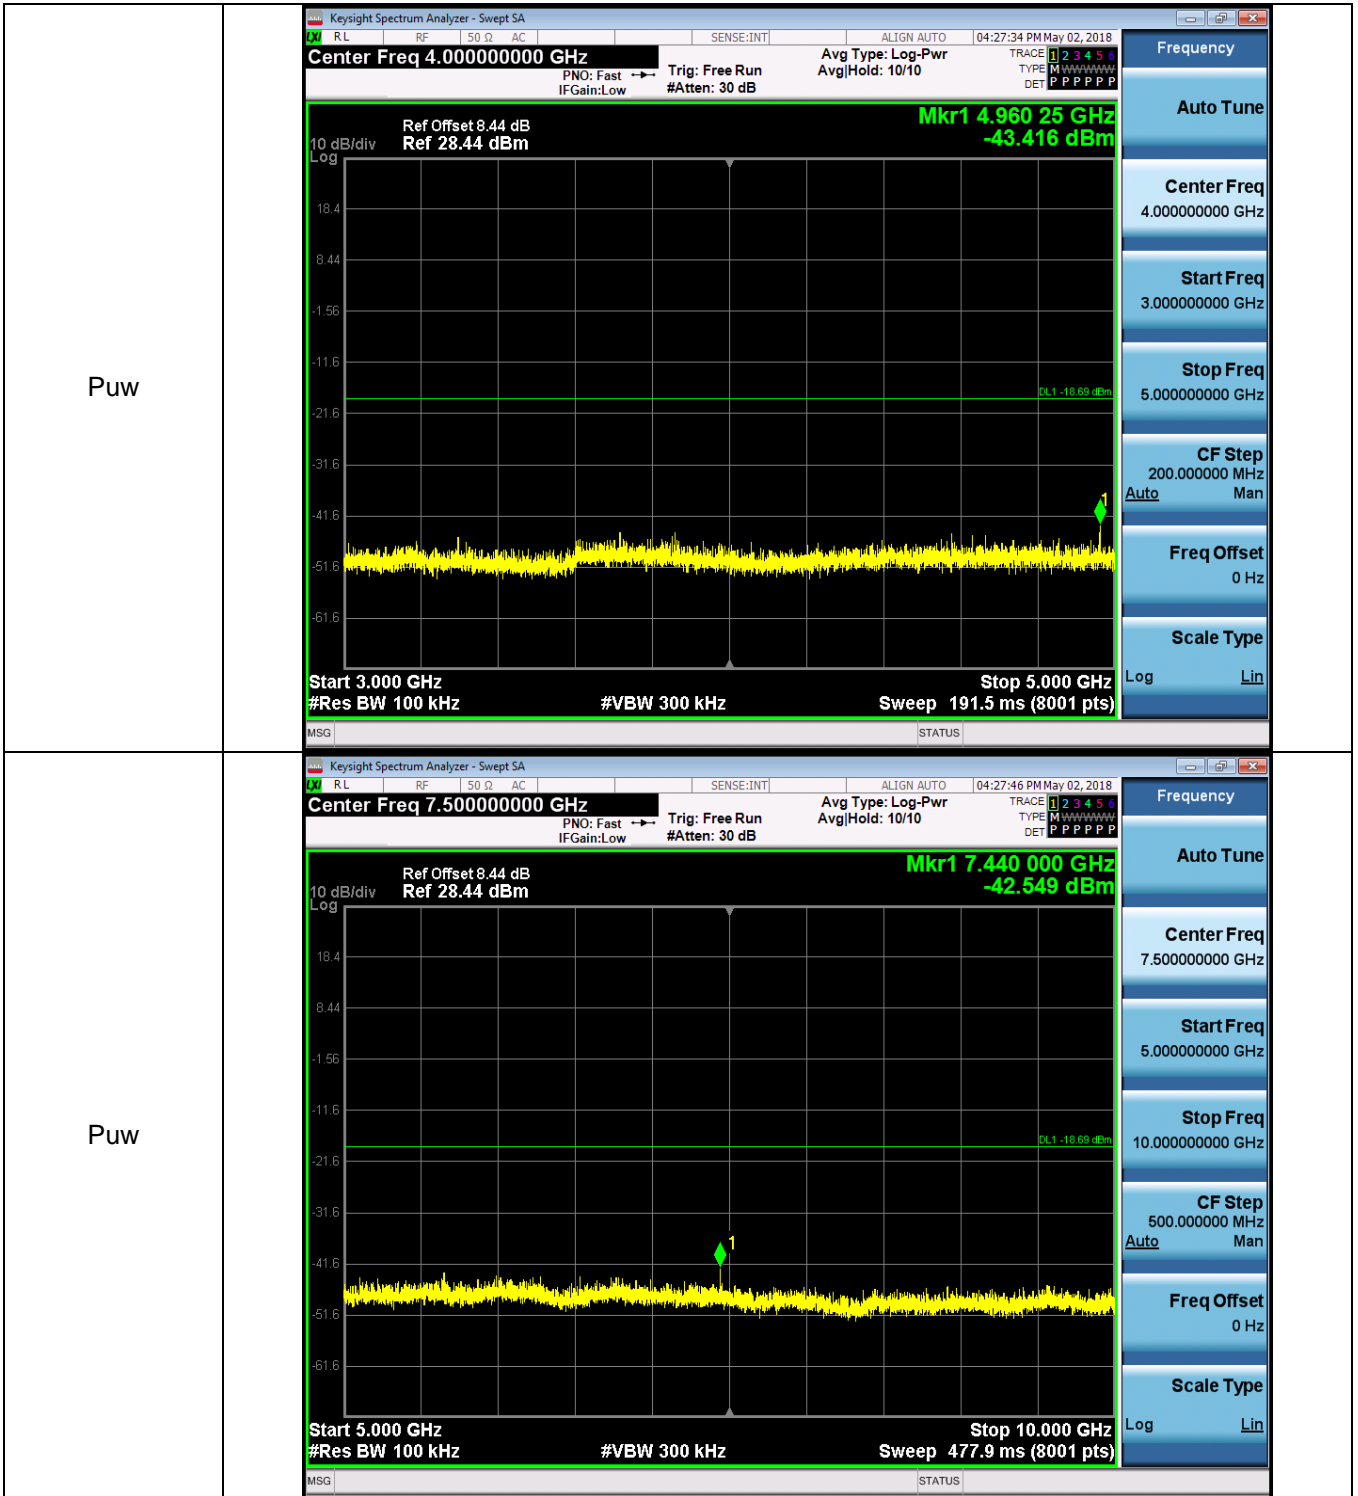 Puw
Keysight Spectrum Analyzer - Swept SA
LXI RL RF 50 Ω AC SENSE:INT ALIGN AUTO 04:27:34 PM May 02, 2018
Center Freq 4.000000000 GHz
PNO: Fast
IFGain:Low
Trig: Free Run
#Atten: 30 dB
Avg Type: Log-Pwr
Avg|Hold: 10/10
TRACE 1 2 3 4 5 6
TYPE M WWWWW
DET P P P P P P
Mkr1 4.960 25 GHz
-43.416 dBm
Ref Offset 8.44 dB
10 dB/div Ref 28.44 dBm
Log
18.4
8.44
-1.56
-11.6
DL1 -18.69 dBm
-21.6
-31.6
1
-41.6
-51.6
-61.6
Start 3.000 GHz Stop 5.000 GHz
#Res BW 100 kHz #VBW 300 kHz Sweep 191.5 ms (8001 pts)
MSG STATUS
Frequency
Auto Tune
Center Freq
4.000000000 GHz
Start Freq
3.000000000 GHz
Stop Freq
5.000000000 GHz
CF Step
200.000000 MHz
Auto Man
Freq Offset
0 Hz
Scale Type
Log Lin
Puw
Keysight Spectrum Analyzer - Swept SA
LXI RL RF 50 Ω AC SENSE:INT ALIGN AUTO 04:27:46 PM May 02, 2018
Center Freq 7.500000000 GHz
PNO: Fast
IFGain:Low
Trig: Free Run
#Atten: 30 dB
Avg Type: Log-Pwr
Avg|Hold: 10/10
TRACE 1 2 3 4 5 6
TYPE M WWWWW
DET P P P P P P
Mkr1 7.440 000 GHz
-42.549 dBm
Ref Offset 8.44 dB
10 dB/div Ref 28.44 dBm
Log
18.4
8.44
-1.56
-11.6
DL1 -18.69 dBm
-21.6
-31.6
1
-41.6
-51.6
-61.6
Start 5.000 GHz Stop 10.000 GHz
#Res BW 100 kHz #VBW 300 kHz Sweep 477.9 ms (8001 pts)
MSG STATUS
Frequency
Auto Tune
Center Freq
7.500000000 GHz
Start Freq
5.000000000 GHz
Stop Freq
10.000000000 GHz
CF Step
500.000000 MHz
Auto Man
Freq Offset
0 Hz
Scale Type
Log Lin